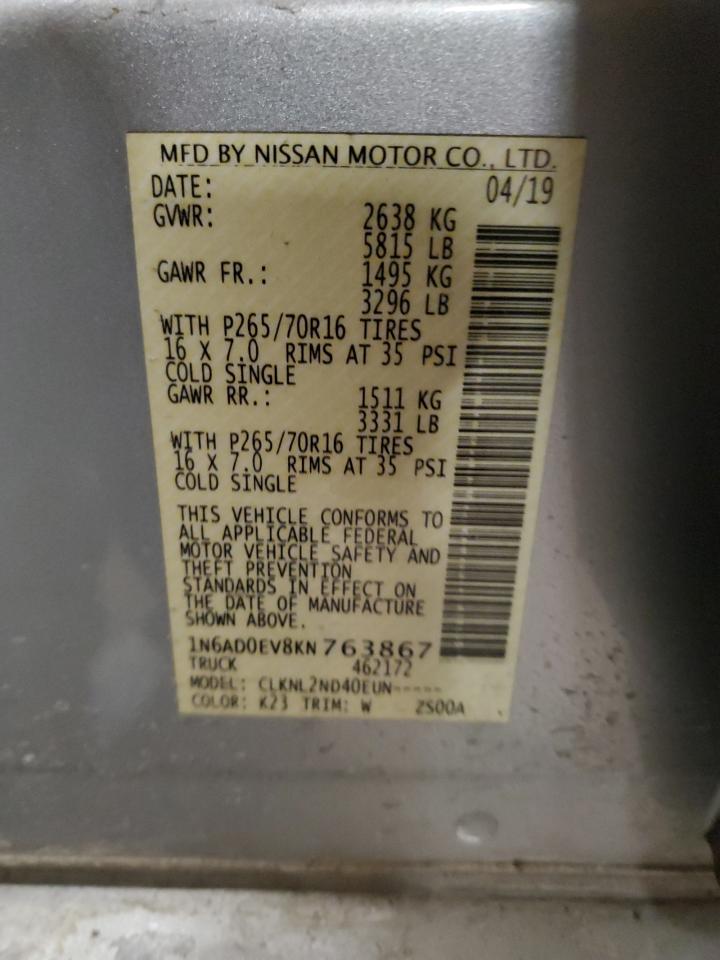 MFD BY NISSAN MOTOR CO., LTD.
DATE: 04/19
GVWR: 2638 KG
5815 LB
GAWR FR.: 1495 KG
3296 LB
WITH P265/70R16 TIRES
16 X 7.0 RIMS AT 35 PSI
COLD SINGLE
GAWR RR.: 1511 KG
3331 LB
WITH P265/70R16 TIRES
16 X 7.0 RIMS AT 35 PSI
COLD SINGLE
THIS VEHICLE CONFORMS TO
ALL APPLICABLE FEDERAL
MOTOR VEHICLE SAFETY AND
THEFT PREVENTION
STANDARDS IN EFFECT ON
THE DATE OF MANUFACTURE
SHOWN ABOVE.
1N6AD0EV8KN763867
TRUCK 462172
MODEL: CLKNL2ND40EUN-----
COLOR: K23 TRIM: W 2S00A